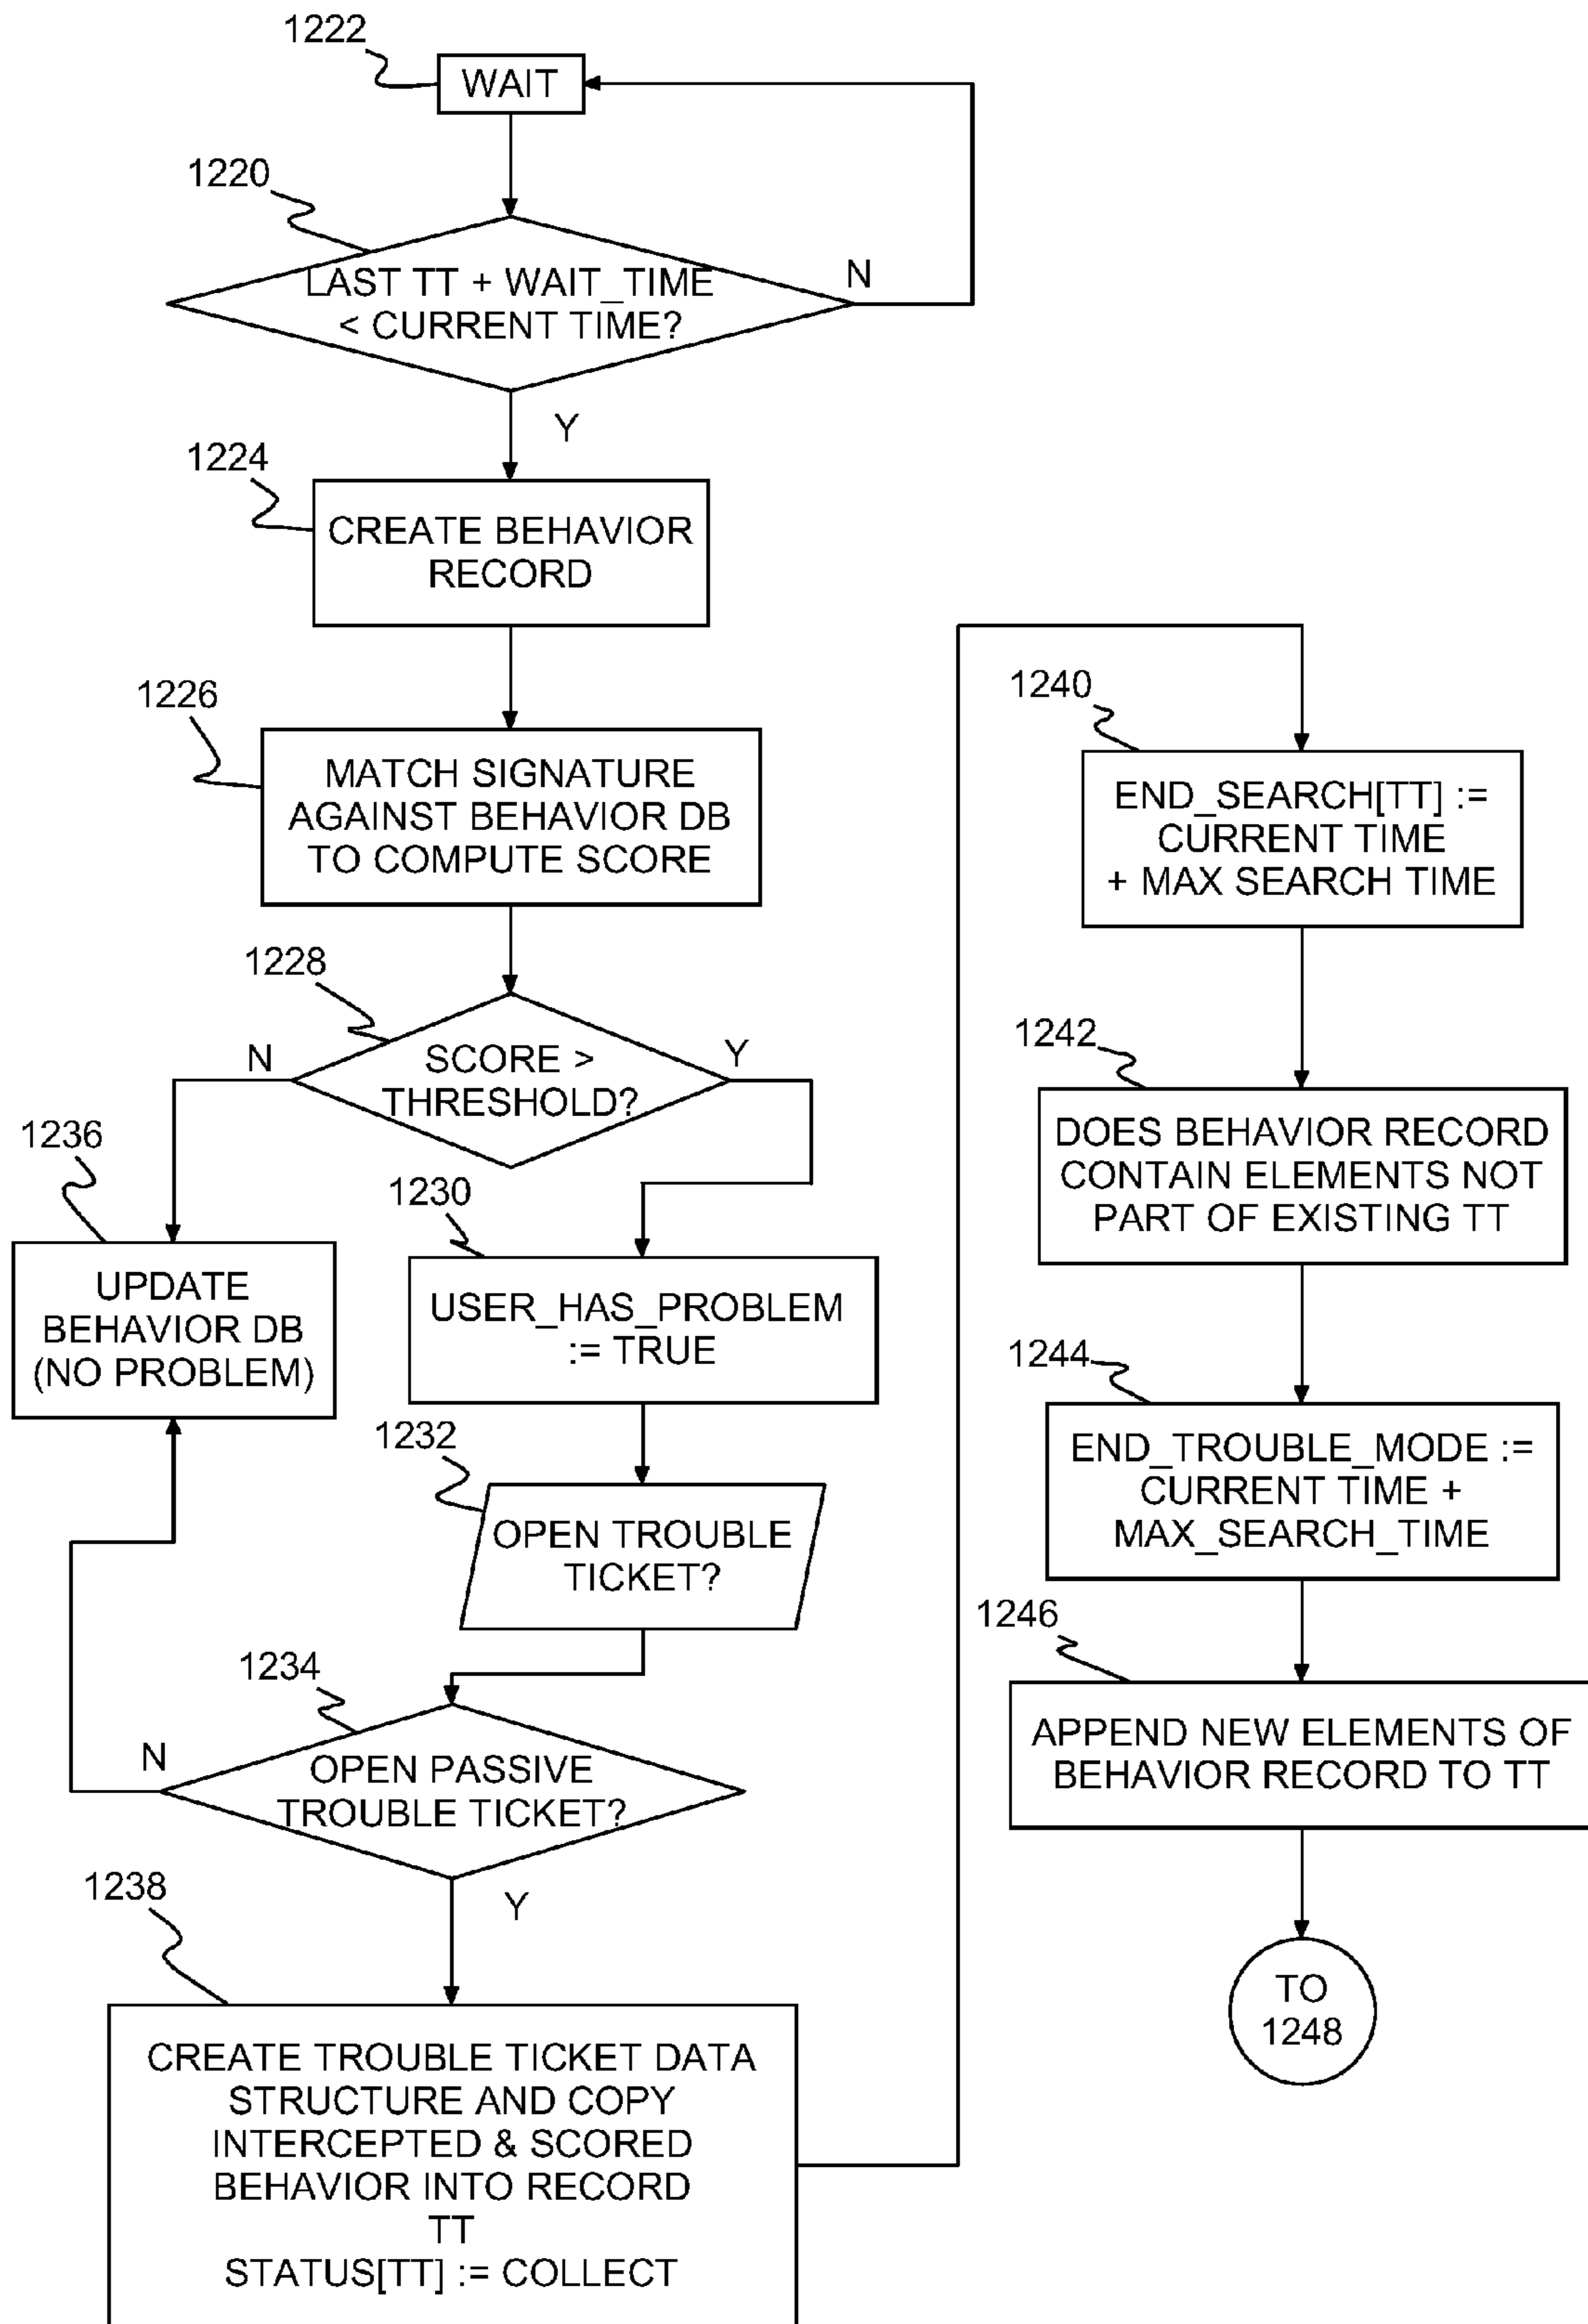 1222
WAIT
1220
LAST TT + WAIT_TIME
< CURRENT TIME?
N
Y
1224
CREATE BEHAVIOR
RECORD
1226
MATCH SIGNATURE
AGAINST BEHAVIOR DB
TO COMPUTE SCORE
1228
N
SCORE >
THRESHOLD?
Y
1236
UPDATE
BEHAVIOR DB
(NO PROBLEM)
1230
USER_HAS_PROBLEM
:= TRUE
1232
OPEN TROUBLE
TICKET?
1234
N
OPEN PASSIVE
TROUBLE TICKET?
Y
1238
CREATE TROUBLE TICKET DATA
STRUCTURE AND COPY
INTERCEPTED & SCORED
BEHAVIOR INTO RECORD
TT
STATUS[TT] := COLLECT
1240
END_SEARCH[TT] :=
CURRENT TIME
+ MAX SEARCH TIME
1242
DOES BEHAVIOR RECORD
CONTAIN ELEMENTS NOT
PART OF EXISTING TT
1244
END_TROUBLE_MODE :=
CURRENT TIME +
MAX_SEARCH_TIME
1246
APPEND NEW ELEMENTS OF
BEHAVIOR RECORD TO TT
TO
1248